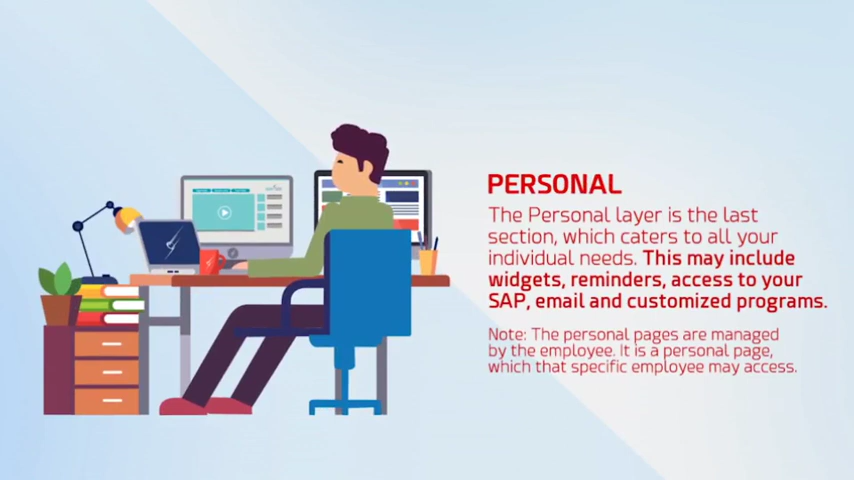 PERSONAL
The Personal layer is the last
section, which caters to all your
individual needs. This may include
widgets, reminders, access to your
SAP, email and customized programs.
Note: The personal pages are managed
by the employee. It is a personal page,
which that specific employee may access.